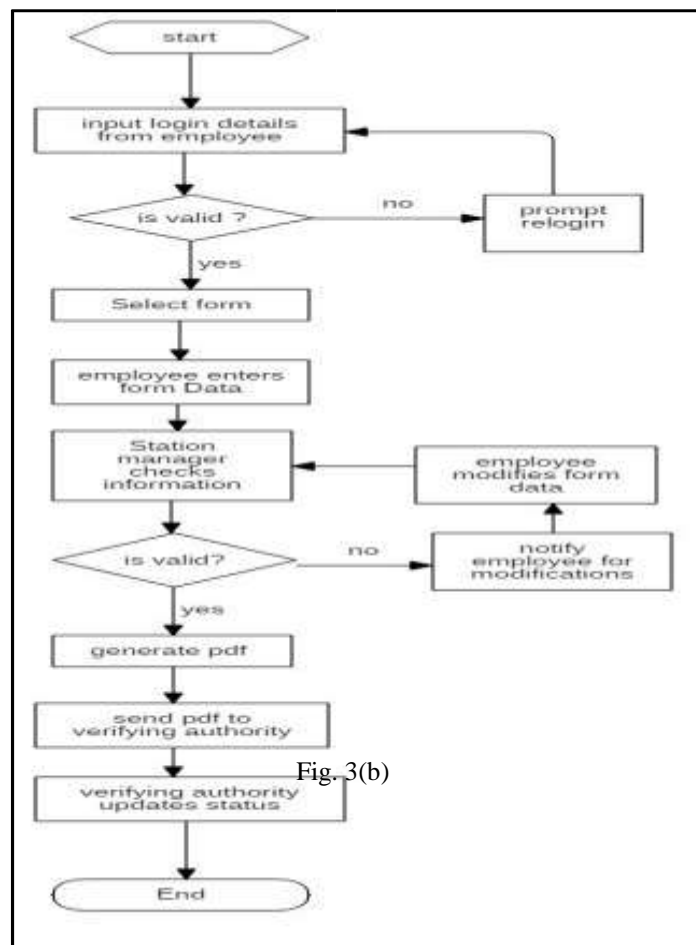 start
input login details
from employee
is valid ?
no
prompt
relogin
yes
Select form
employee enters
form Data
Station
manager
checks
information
employee
modifies form
data
is valid?
no
notify
employee for
modifications
yes
generate pdf
send pdf to
verifying authority
Fig. 3(b)
verifying authority
updates status
End